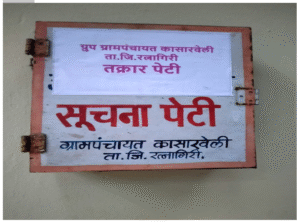 ग्रुप ग्रामपंचायत कासारवेली
ता.जि.रत्नागिरी
तक्रार पेटी
सूचना पेटी
ग्रामपंचायत कासारवेली
ता.जि. रत्नागिरी.